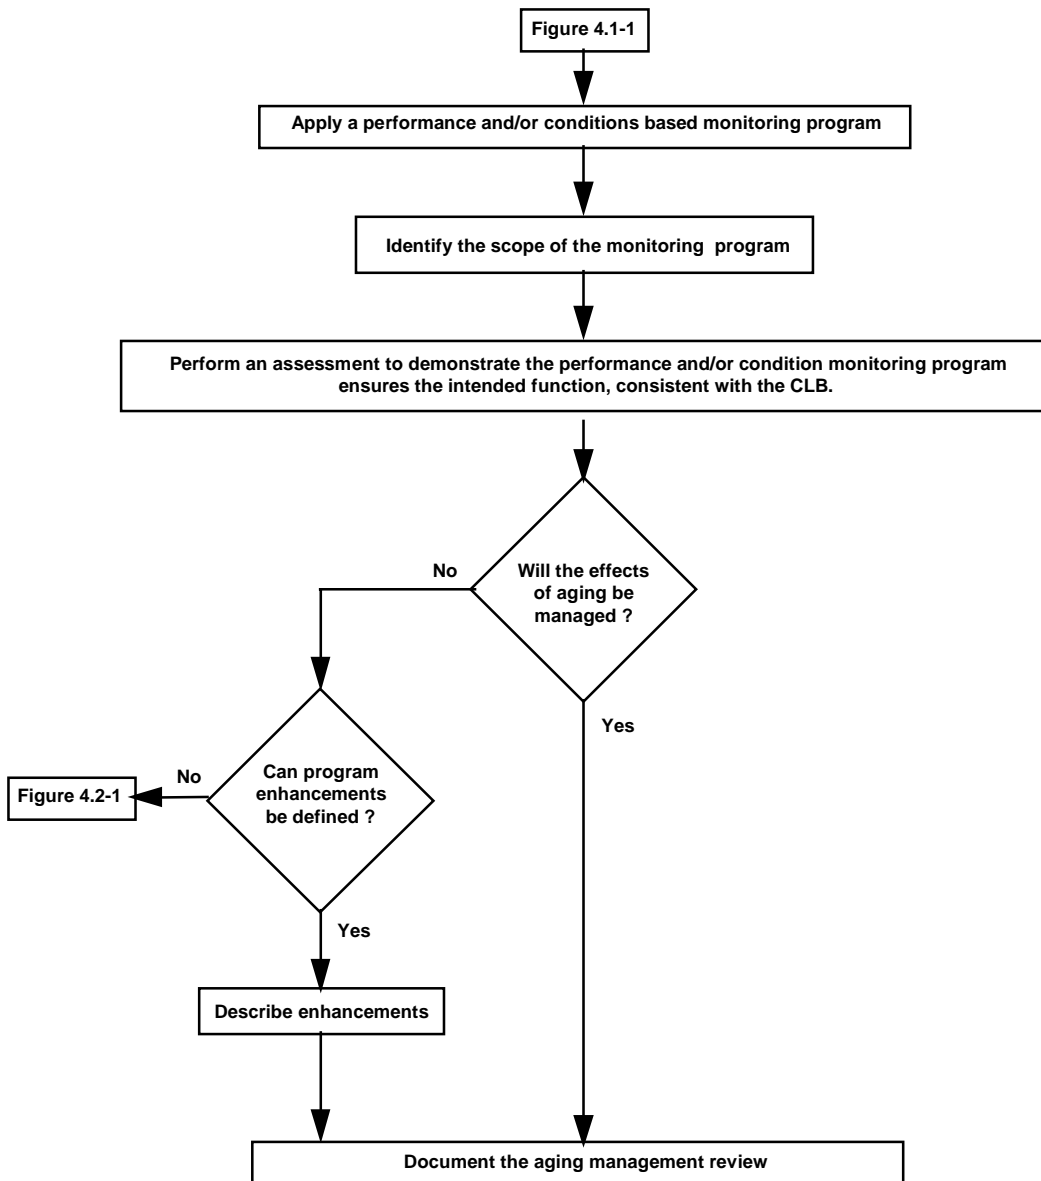 Figure 4.1-1
Apply a performance and/or conditions based monitoring program
Identify the scope of the monitoring program
Perform an assessment to demonstrate the performance and/or condition monitoring program
ensures the intended function, consistent with the CLB.
No
Will the effects
of aging be
managed ?
Yes
No
Can program
enhancements
be defined ?
Figure 4.2-1
Yes
Describe enhancements
Document the aging management review